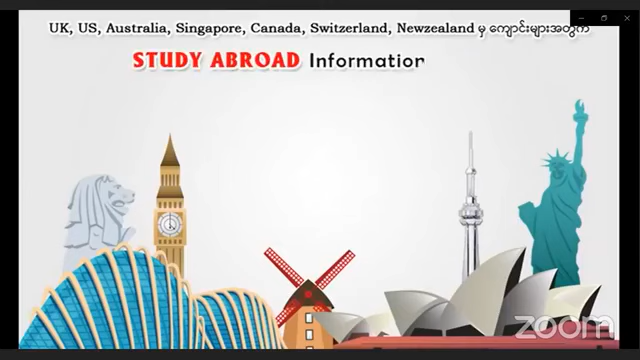 UK, US, Australia, Singapore, Canada, Switzerland, Newzealand မှ ကျောင်းများအတွက်
STUDY ABROAD Information
zoom